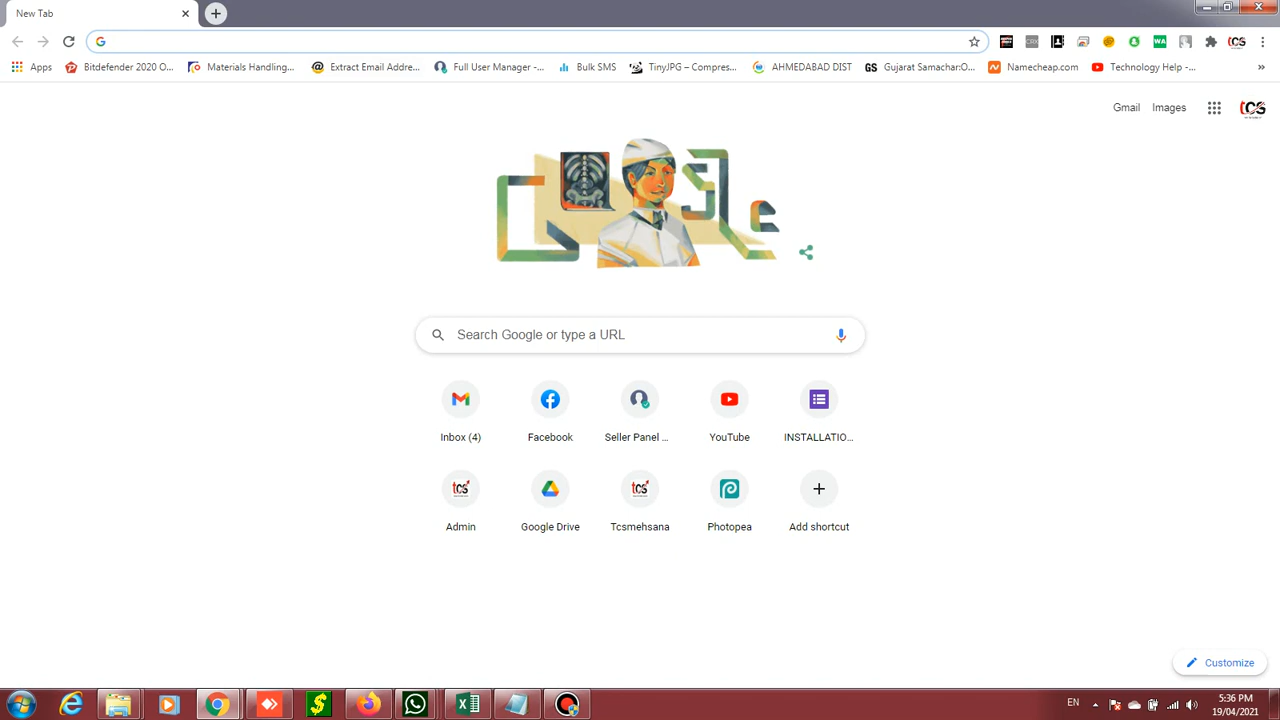 New Tab
Apps
Bitdefender 2020 O...
Materials Handling...
Extract Email Addre...
Full User Manager -...
Bulk SMS
TinyJPG – Compres...
AHMEDABAD DIST
GS Gujarat Samachar:O...
Namecheap.com
Technology Help -...
»
Gmail Images
Search Google or type a URL
Inbox (4) Facebook Seller Panel ... YouTube INSTALLATIO...
Admin Google Drive Tcsmehsana Photopea Add shortcut
Customize
EN
5:36 PM
19/04/2021